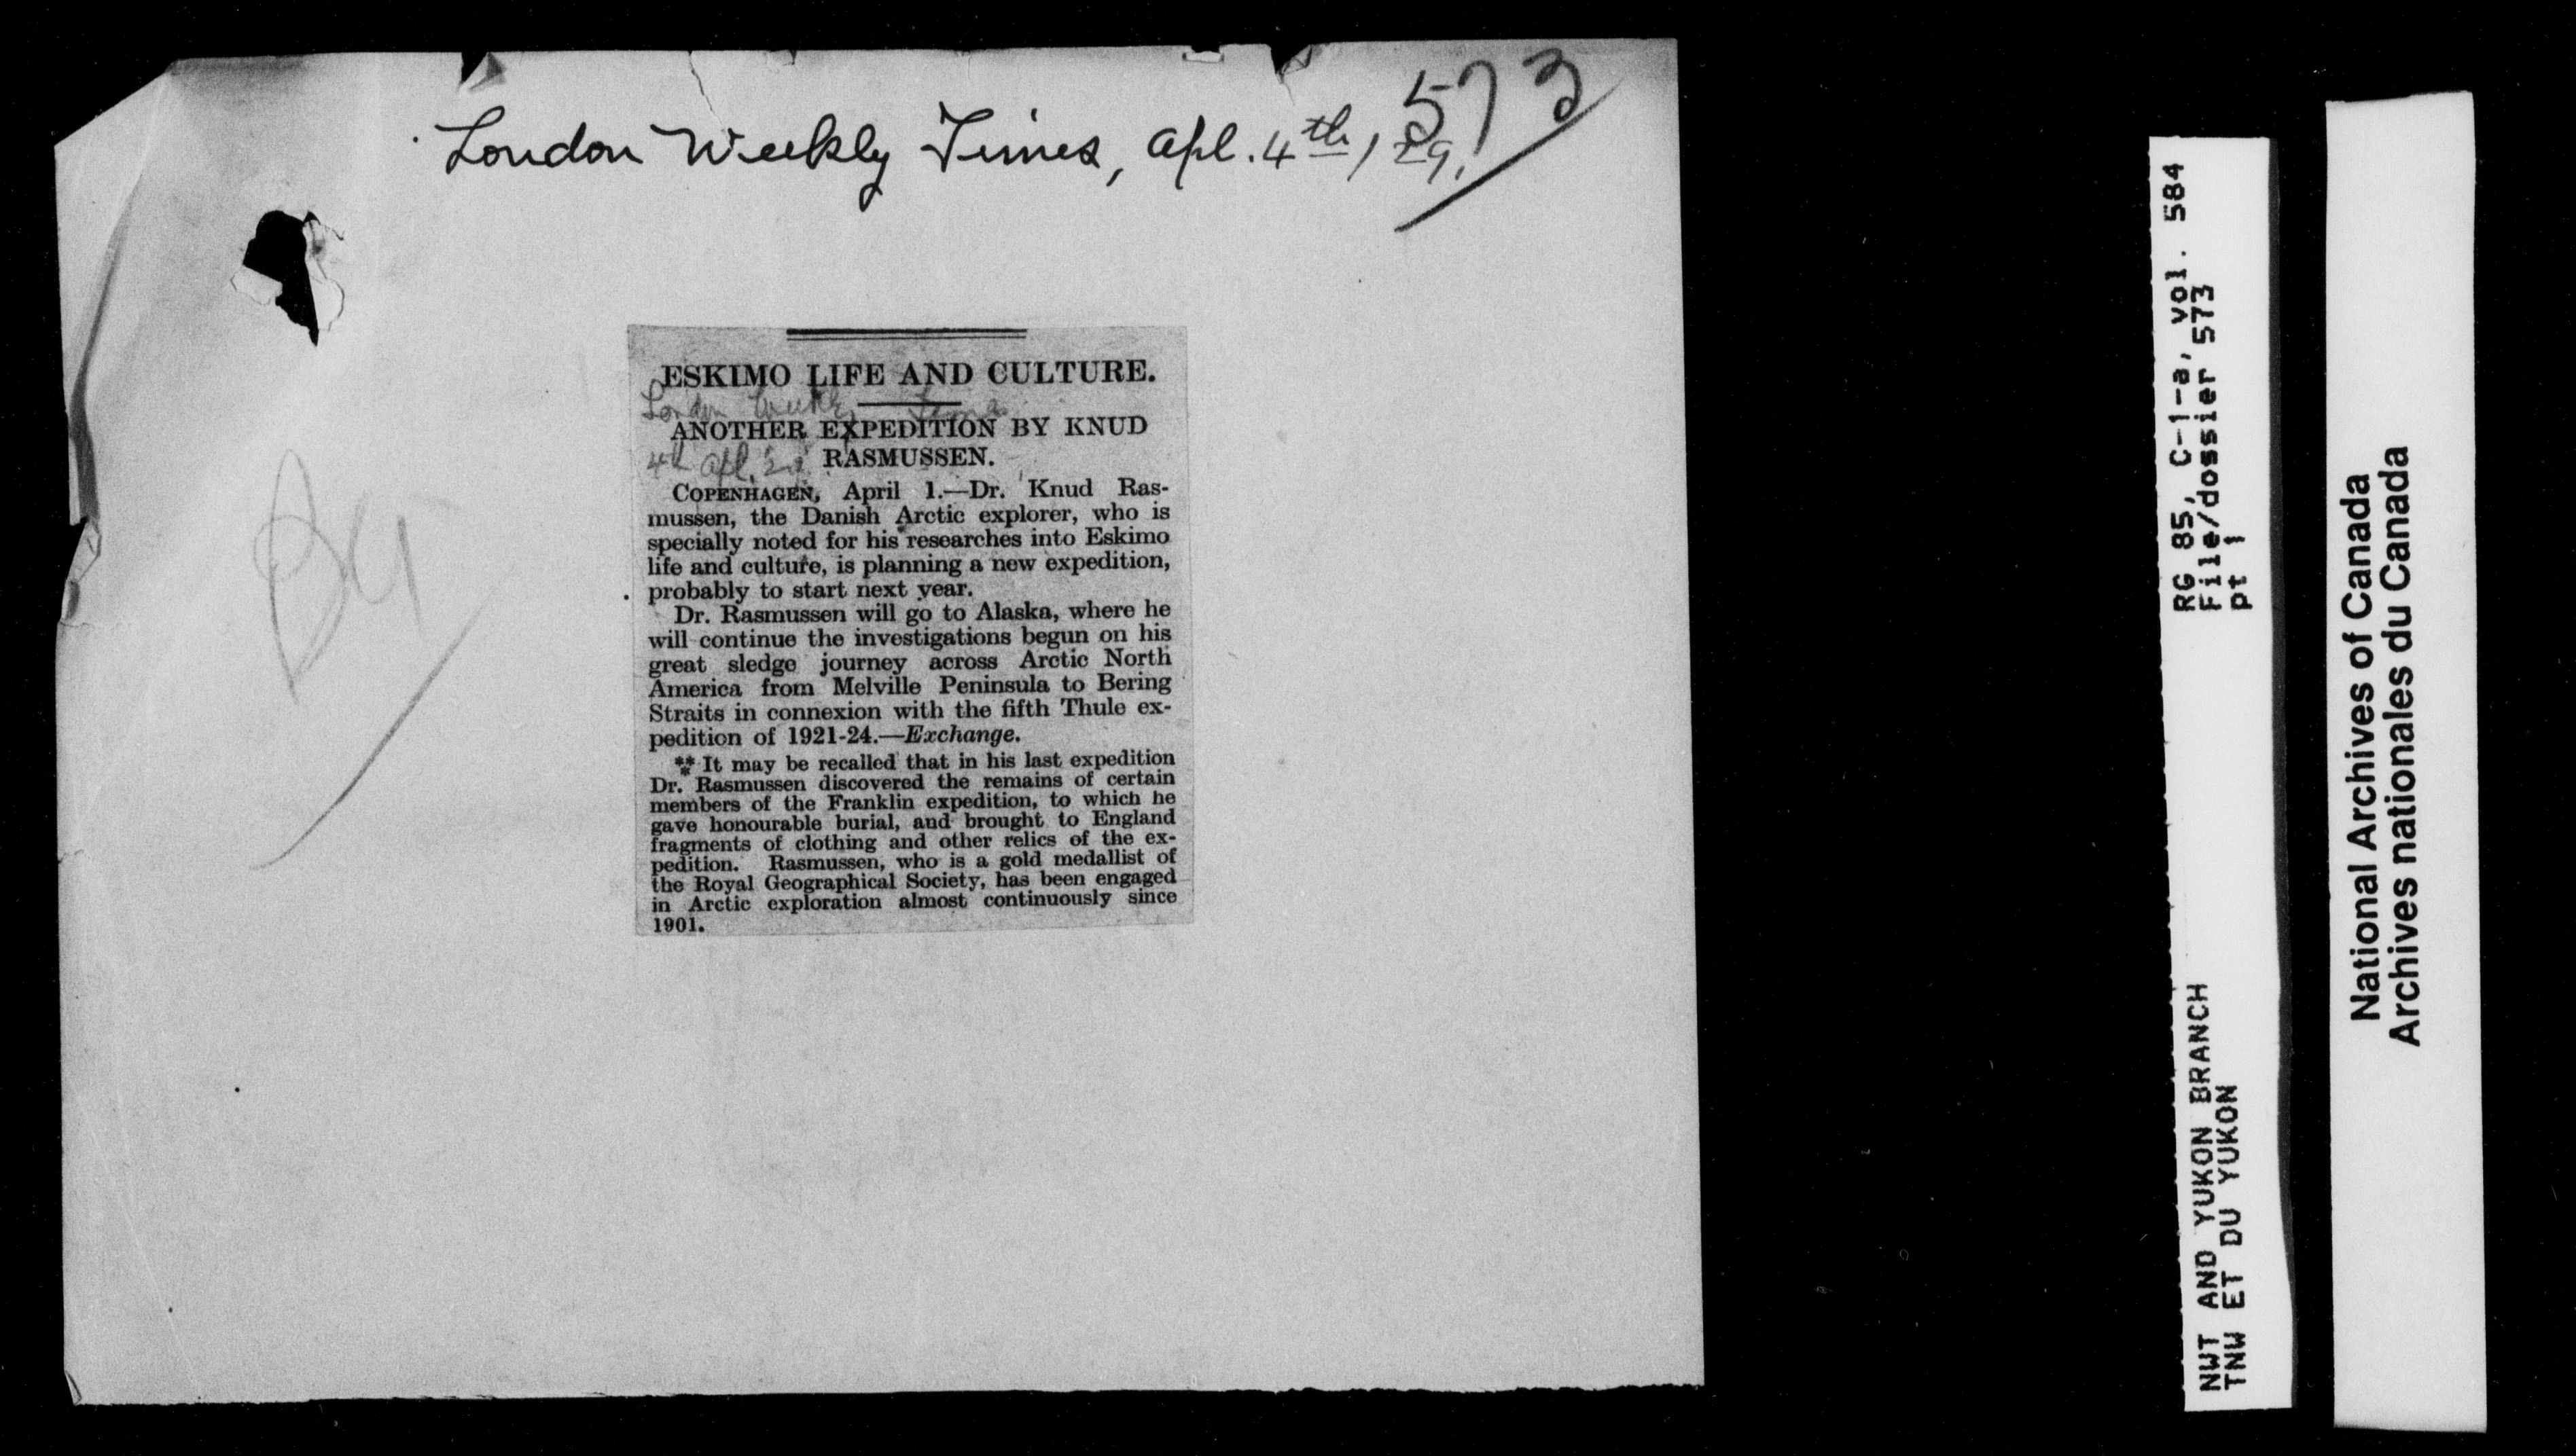 573
London Weekly Times, Apl. 4th, 29.
ESKIMO LIFE AND CULTURE.
London Weekly Times
ANOTHER EXPEDITION BY KNUD
4th Apl.
RASMUSSEN.
COPENHAGEN, April 1.—Dr. Knud Ras-
mussen, the Danish Arctic explorer, who is
specially noted for his researches into Eskimo
life and culture, is planning a new expedition,
probably to start next year.
Dr. Rasmussen will go to Alaska, where he
will continue the investigations begun on his
great sledge journey across Arctic North
America from Melville Peninsula to Bering
Straits in connexion with the fifth Thule ex-
pedition of 1921-24.—Exchange.
*** It may be recalled that in his last expedition
Dr. Rasmussen discovered the remains of certain
members of the Franklin expedition, to which he
gave honourable burial, and brought to England
fragments of clothing and other relics of the ex-
pedition. Rasmussen, who is a gold medallist of
the Royal Geographical Society, has been engaged
in Arctic exploration almost continuously since
1901.
RG 85, C-1-a, vol. 584
File/dossier 573
pt 1
NWT AND YUKON BRANCH
TNW ET DU YUKON
National Archives of Canada
Archives nationales du Canada